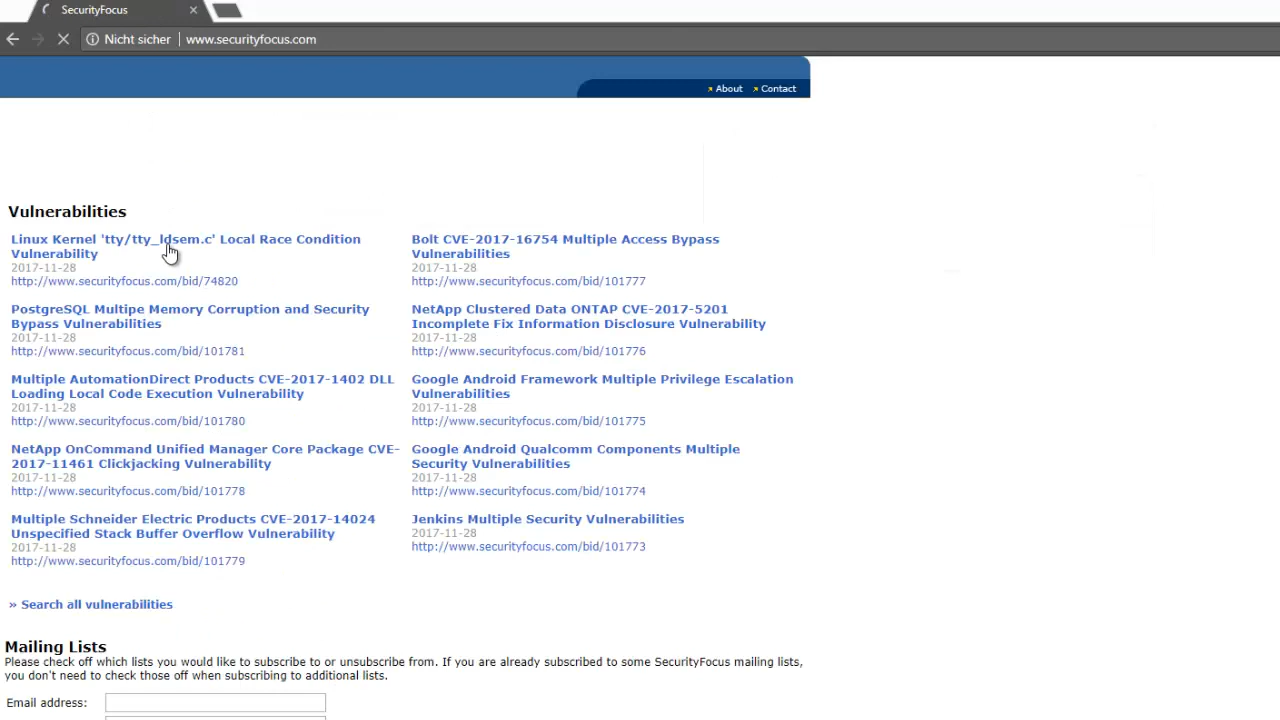 SecurityFocus
Nicht sicher www.securityfocus.com
About Contact
Vulnerabilities
Linux Kernel 'tty/tty_ldsem.c' Local Race Condition
Vulnerability
2017-11-28
http://www.securityfocus.com/bid/74820
PostgreSQL Multipe Memory Corruption and Security
Bypass Vulnerabilities
2017-11-28
http://www.securityfocus.com/bid/101781
Multiple AutomationDirect Products CVE-2017-1402 DLL
Loading Local Code Execution Vulnerability
2017-11-28
http://www.securityfocus.com/bid/101780
NetApp OnCommand Unified Manager Core Package CVE-
2017-11461 Clickjacking Vulnerability
2017-11-28
http://www.securityfocus.com/bid/101778
Multiple Schneider Electric Products CVE-2017-14024
Unspecified Stack Buffer Overflow Vulnerability
2017-11-28
http://www.securityfocus.com/bid/101779
Bolt CVE-2017-16754 Multiple Access Bypass
Vulnerabilities
2017-11-28
http://www.securityfocus.com/bid/101777
NetApp Clustered Data ONTAP CVE-2017-5201
Incomplete Fix Information Disclosure Vulnerability
2017-11-28
http://www.securityfocus.com/bid/101776
Google Android Framework Multiple Privilege Escalation
Vulnerabilities
2017-11-28
http://www.securityfocus.com/bid/101775
Google Android Qualcomm Components Multiple
Security Vulnerabilities
2017-11-28
http://www.securityfocus.com/bid/101774
Jenkins Multiple Security Vulnerabilities
2017-11-28
http://www.securityfocus.com/bid/101773
» Search all vulnerabilities
Mailing Lists
Please check off which lists you would like to subscribe to or unsubscribe from. If you are already subscribed to some SecurityFocus mailing lists,
you don't need to check those off when subscribing to additional lists.
Email address: